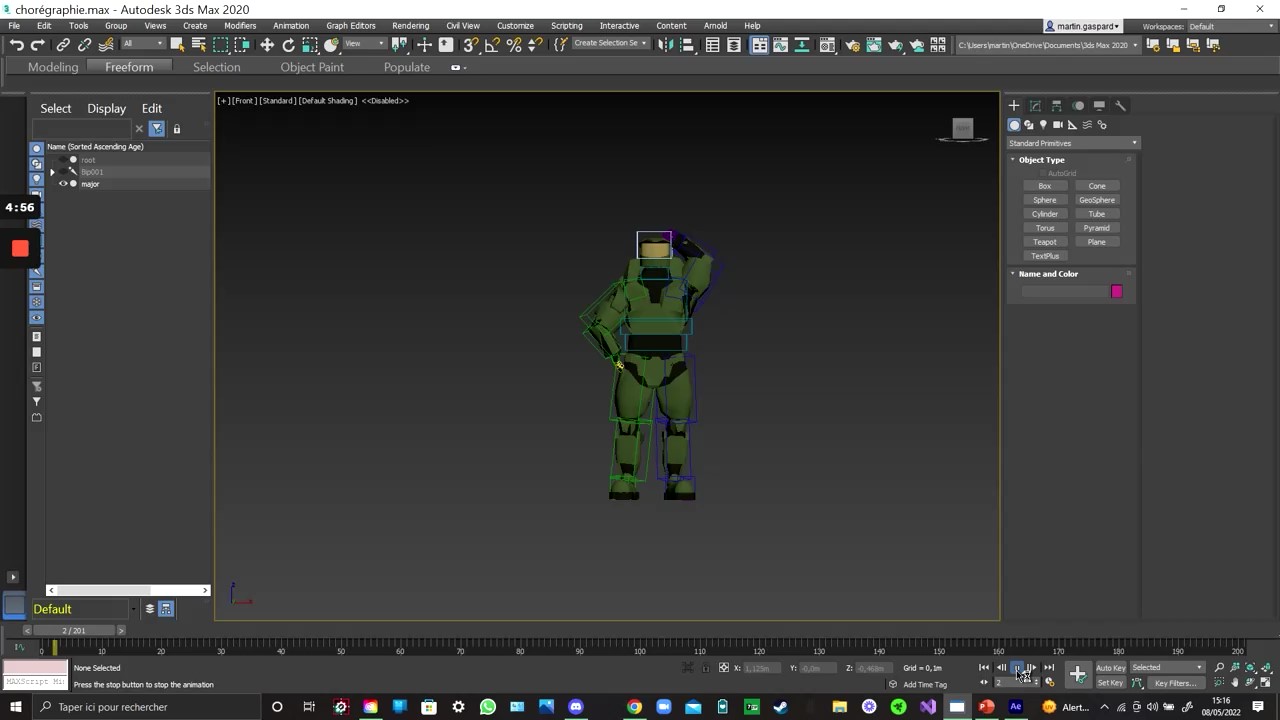 chorégraphie.max - Autodesk 3ds Max 2020
File Edit Tools Group Views Create Modifiers Animation Graph Editors Rendering Civil View Customize Scripting Interactive Content Arnold Help
martin.gaspard
Workspaces: Default
All
View
Create Selection Se
C:\Users\martin\OneDrive\Documents\3ds Max 2020
Modeling Freeform Selection Object Paint Populate
Select Display Edit
[+] [Front] [Standard] [Default Shading] <<Disabled>>
Name (Sorted Ascending Age)
root
Bip001
major
4:56
Standard Primitives
Object Type
AutoGrid
Box Cone
Sphere GeoSphere
Cylinder Tube
Torus Pyramid
Teapot Plane
TextPlus
Name and Color
Default
2 / 201
0 10 20 30 40 50 60 70 80 90 100 110 120 130 140 150 160 170 180 190 200
None Selected
X: 1,125m Y: -0,0m Z: -0,468m Grid = 0,1m
Auto Key Selected
MAXScript Mi
Press the stop button to stop the animation
Add Time Tag
2
Set Key Key Filters...
Taper ici pour rechercher
Alert...
15:16
08/05/2022